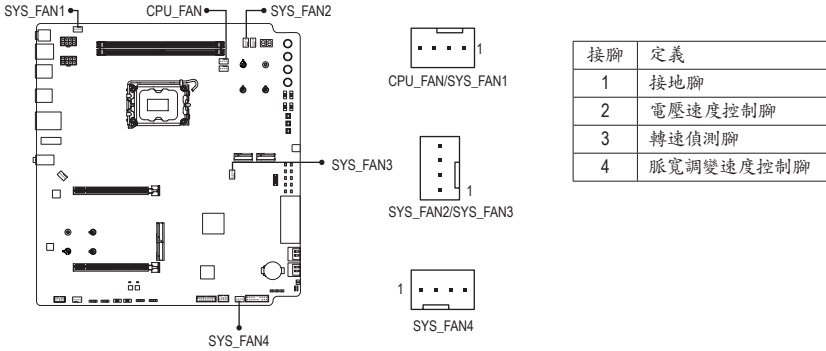 SYS_FAN1
CPU_FAN
SYS_FAN2
SYS_FAN3
SYS_FAN4
1
CPU_FAN/SYS_FAN1
1
SYS_FAN2/SYS_FAN3
1
SYS_FAN4
接腳 定義
1 接地腳
2 電壓速度控制腳
3 轉速偵測腳
4 脈寬調變速度控制腳